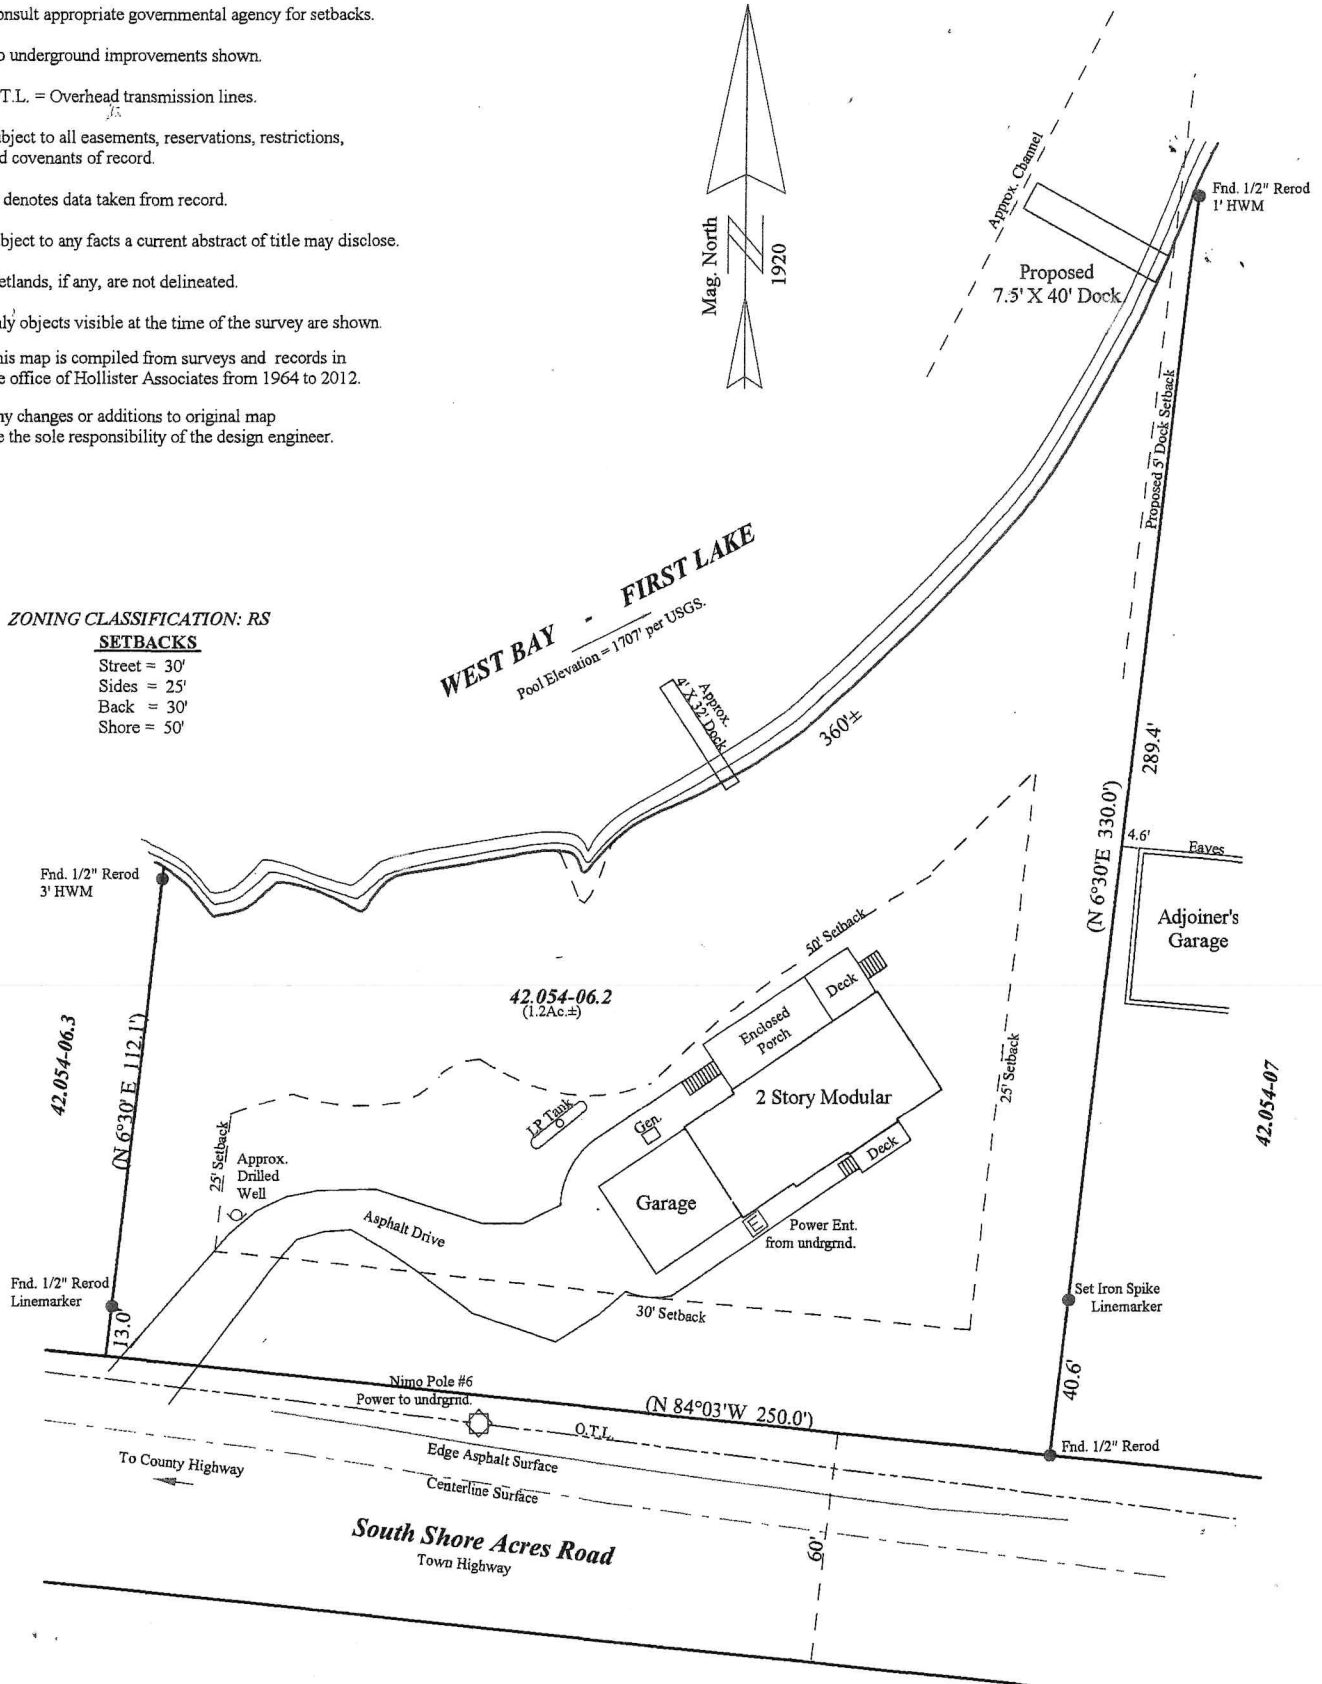 onsult appropriate governmental agency for setbacks.
o underground improvements shown.
T.L. = Overhead transmission lines.
bject to all easements, reservations, restrictions,
d covenants of record.
denotes data taken from record.
bject to any facts a current abstract of title may disclose.
etlands, if any, are not delineated.
nly objects visible at the time of the survey are shown.
nis map is compiled from surveys and records in
e office of Hollister Associates from 1964 to 2012.
ny changes or additions to original map
e the sole responsibility of the design engineer.
Mag. North
1920
Approx. Channel
Fnd. 1/2" Rerod
1' HWM
Proposed
7.5' X 40' Dock
Proposed 5' Dock Setback
ZONING CLASSIFICATION: RS
SETBACKS
Street = 30'
Sides = 25'
Back = 30'
Shore = 50'
WEST BAY - FIRST LAKE
Pool Elevation = 1707' per USGS.
Approx.
4' X 32' Dock
360'±
289.4'
(N 6°30'E 330.0')
4.6'
Eaves
Adjoiner's
Garage
Fnd. 1/2" Rerod
3' HWM
50' Setback
42.054-06.2
(1.2Ac.±)
42.054-06.3
(N 6°30'E 112.1')
Deck
Enclosed
Porch
2 Story Modular
25' Setback
42.054-07
LP Tank
Gen.
Deck
25' Setback
Approx.
Drilled
Well
Garage
Asphalt Drive
E
Power Ent.
from undrgrnd.
Fnd. 1/2" Rerod
Linemarker
13.0'
30' Setback
Set Iron Spike
Linemarker
40.6'
Nimo Pole #6
Power to undrgrnd.
(N 84°03'W 250.0')
O.T.L.
Fnd. 1/2" Rerod
Edge Asphalt Surface
To County Highway
Centerline Surface
South Shore Acres Road
Town Highway
60'